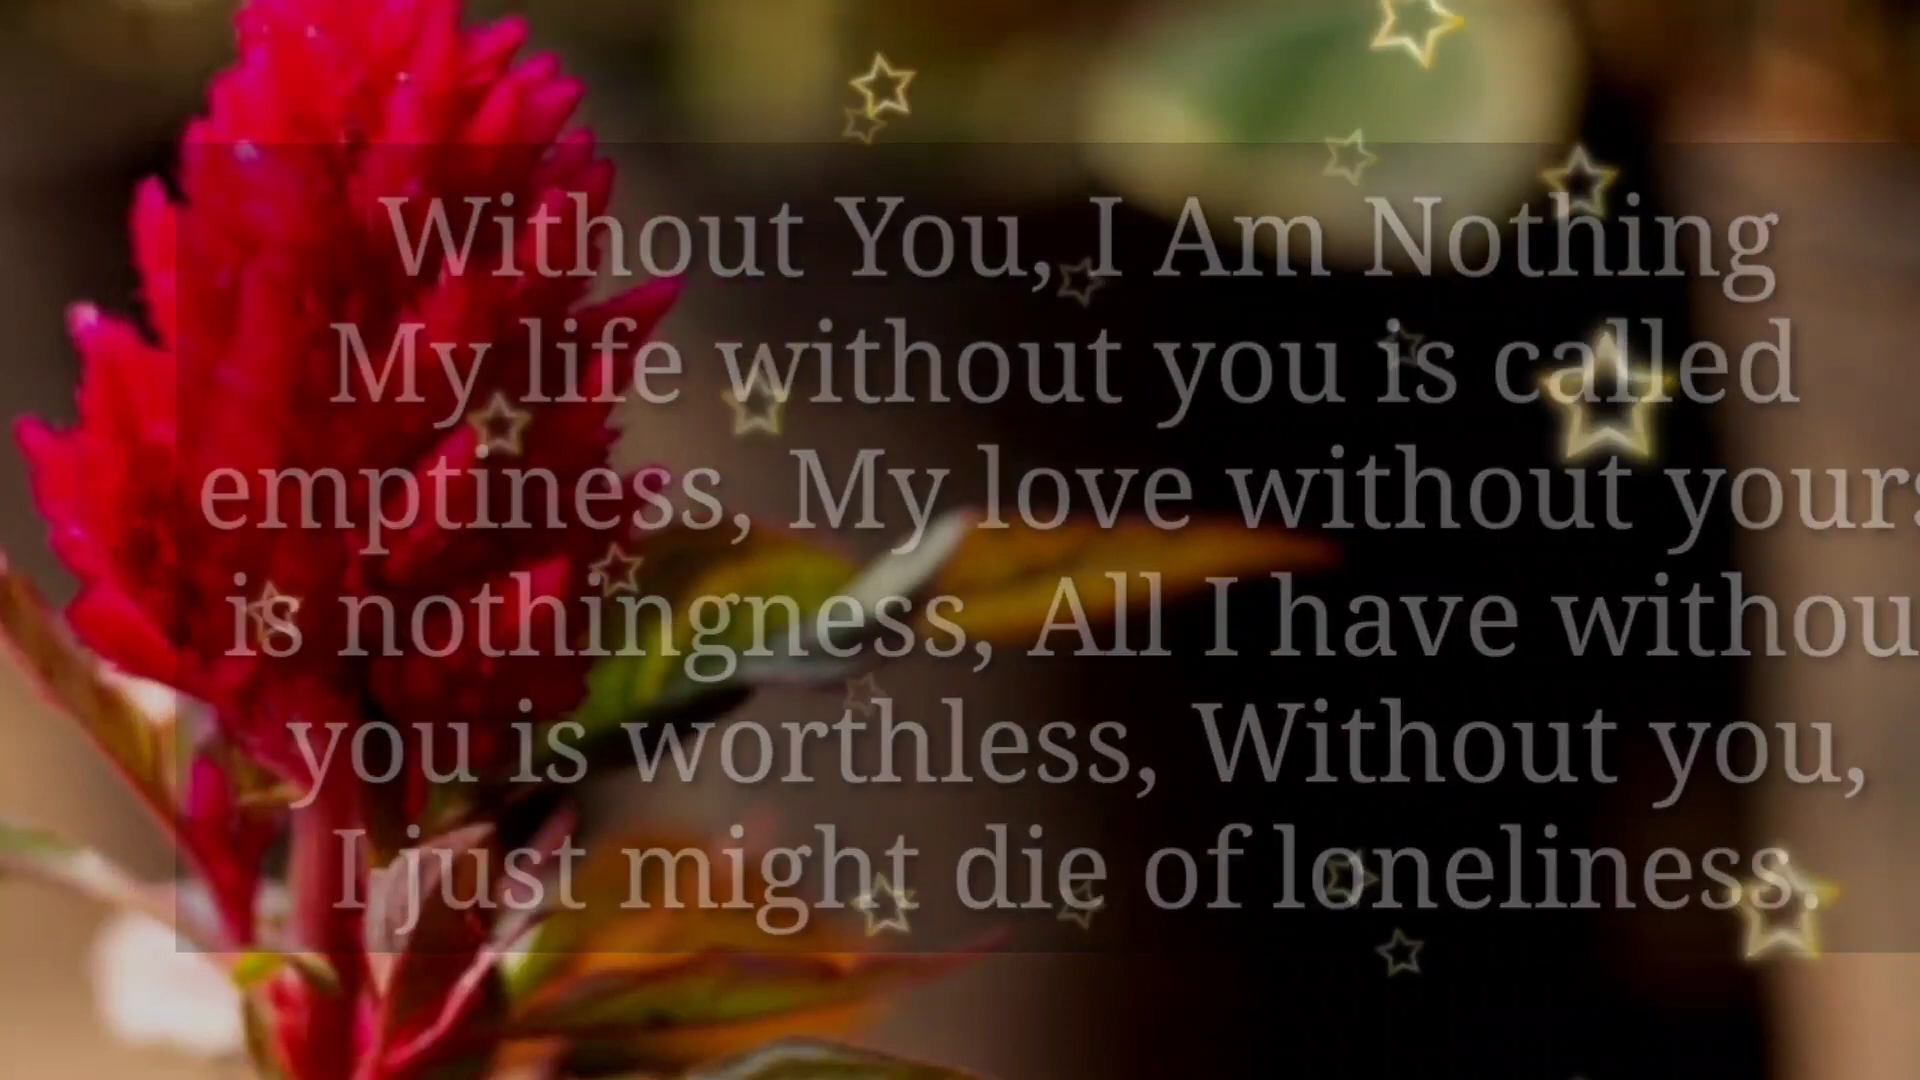 Without You, I Am Nothing
My life without you is called
emptiness, My love without yours
is nothingness, All I have withou
you is worthless, Without you,
I just might die of loneliness.